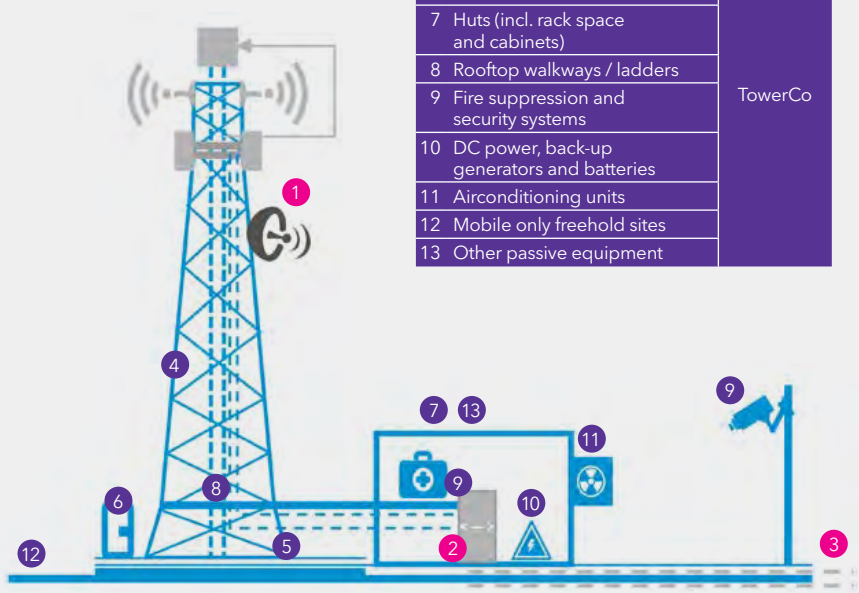 7 Huts (incl. rack space
and cabinets)
8 Rooftop walkways / ladders
9 Fire suppression and
security systems
10 DC power, back-up
generators and batteries
11 Airconditioning units
12 Mobile only freehold sites
13 Other passive equipment
TowerCo
1
4
9
7 13
11
8
9
6
10
5
2
3
12